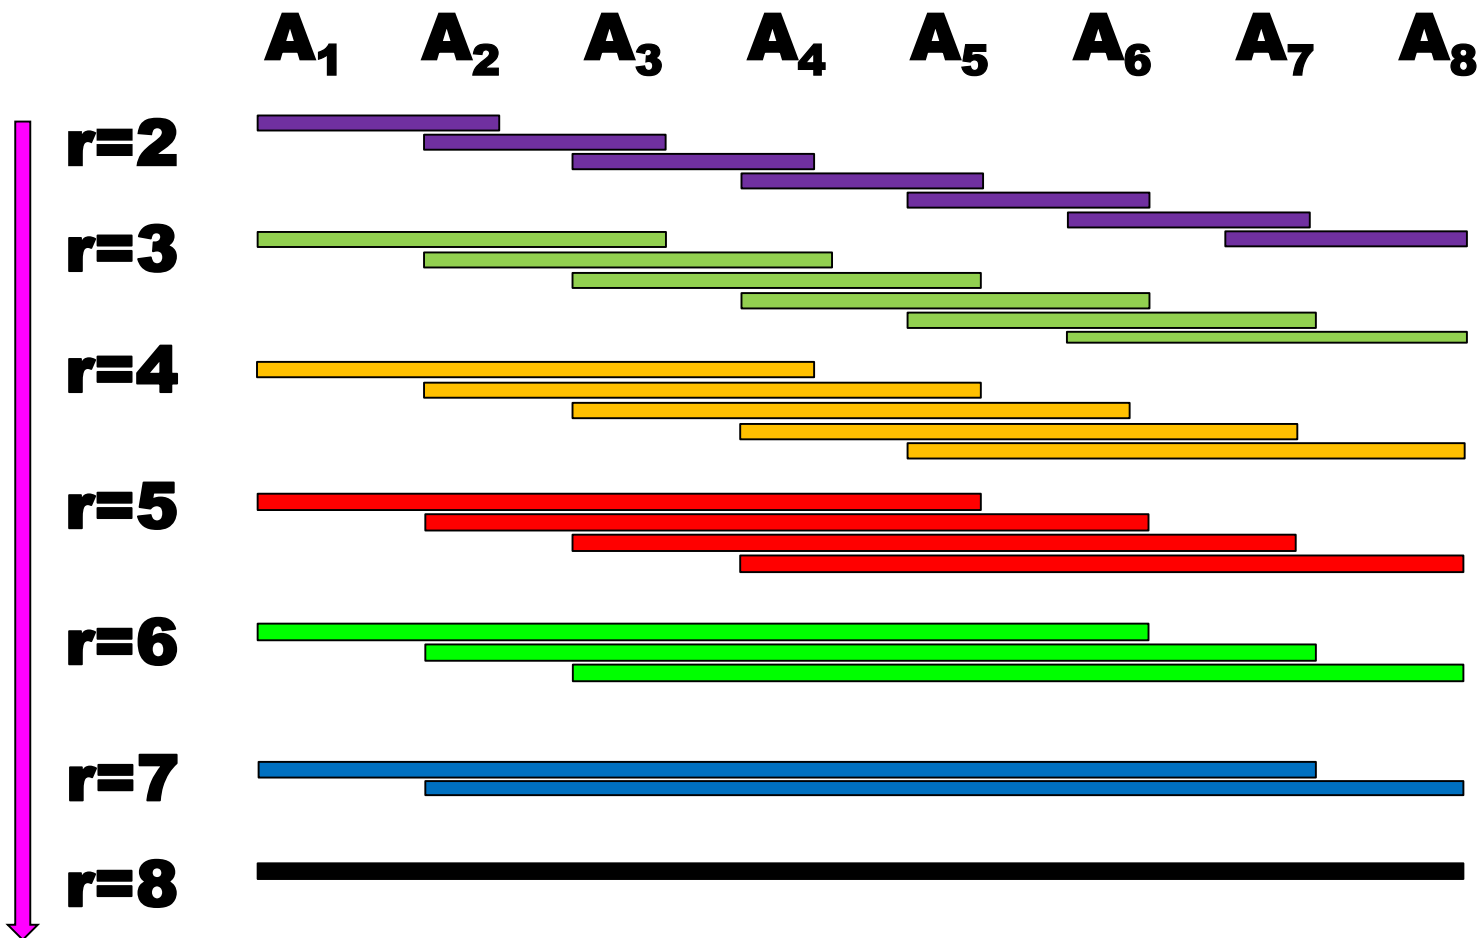 A₁ A₂ A₃ A₄ A₅ A₆ A₇ A₈
r=2
r=3
r=4
r=5
r=6
r=7
r=8